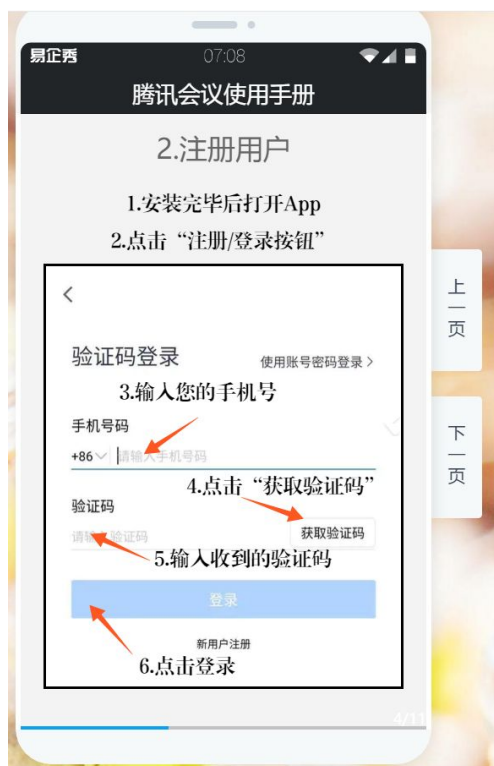 易企秀 07:08
腾讯会议使用手册
2.注册用户
1.安装完毕后打开App
2.点击“注册/登录按钮”
验证码登录 使用账号密码登录 >
3.输入您的手机号
手机号码
+86 请输入手机号码
4.点击“获取验证码”
验证码
请输入验证码 获取验证码
5.输入收到的验证码
登录
新用户注册
6.点击登录
4/11
上一页
下一页